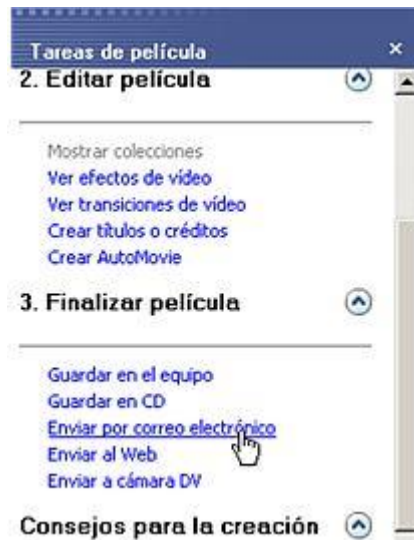 Tareas de película
2. Editar película
Mostrar colecciones
Ver efectos de vídeo
Ver transiciones de vídeo
Crear títulos o créditos
Crear AutoMovie
3. Finalizar película
Guardar en el equipo
Guardar en CD
Enviar por correo electrónico
Enviar al Web
Enviar a cámara DV
Consejos para la creación